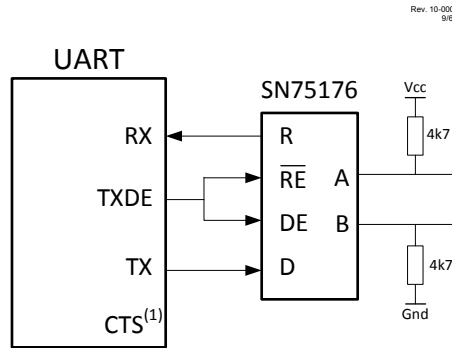 Rev. 10-000
9/6
UART
SN75176
Vcc
RX
R
4k7
TXDE
RE
A
DE
B
TX
D
4k7
CTS(1)
Gnd